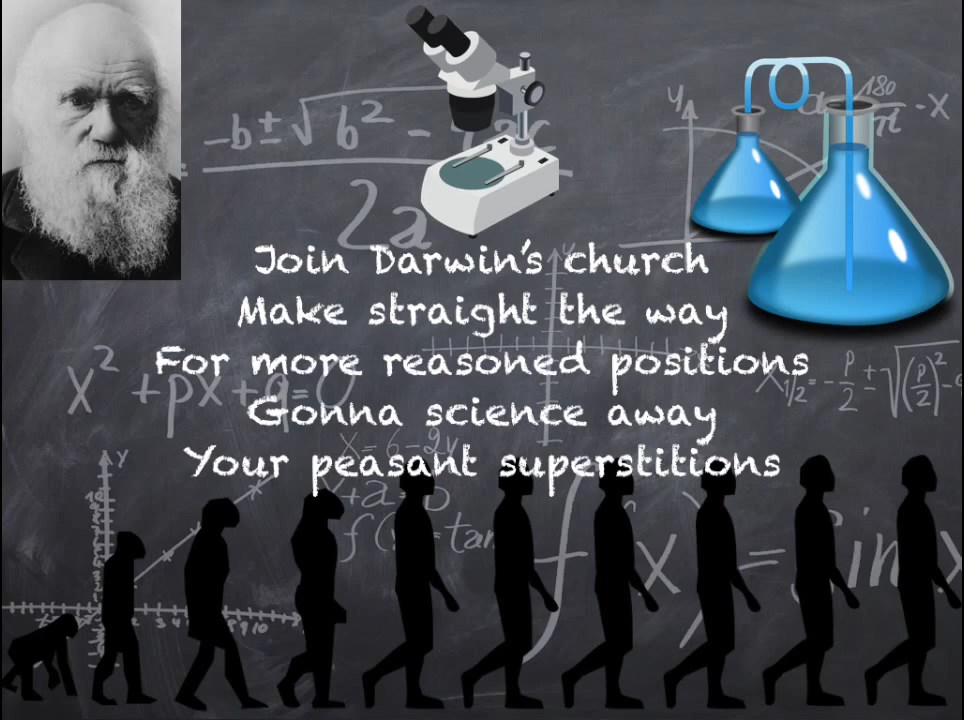 Join Darwin's church
Make straight the way
For more reasoned positions
Gonna science away
Your peasant superstitions